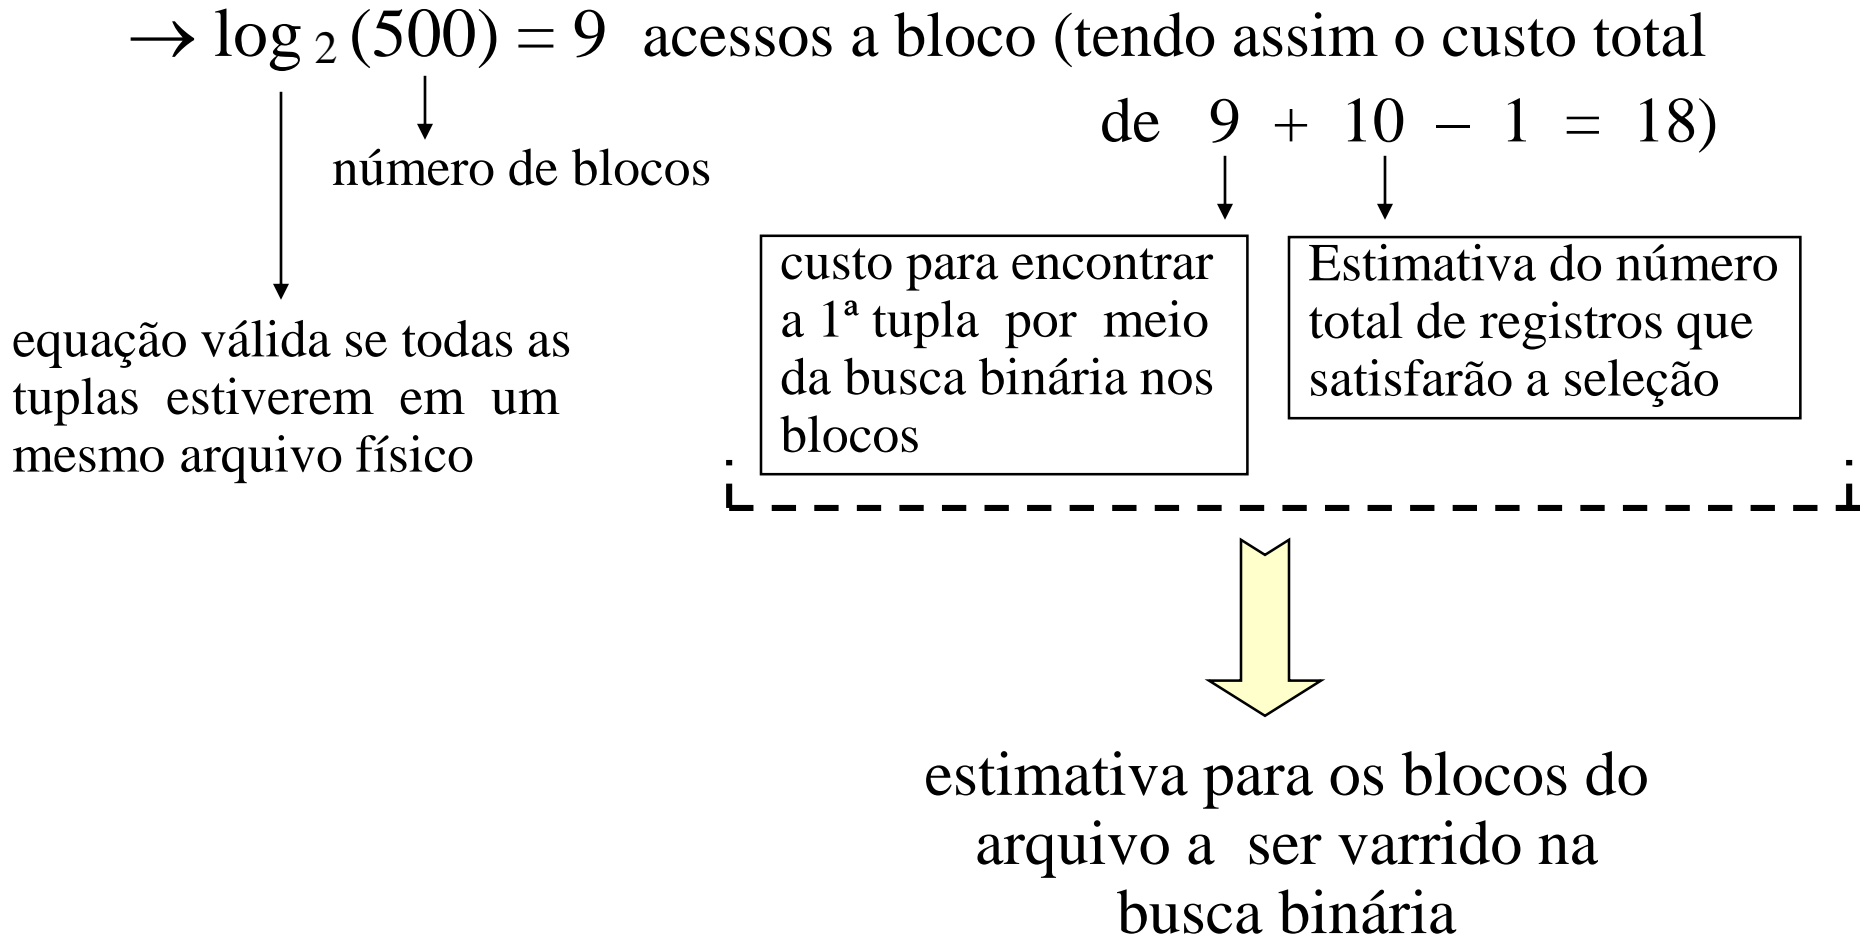 → log 2 (500) = 9 acessos a bloco (tendo assim o custo total
de 9 + 10 – 1 = 18)
número de blocos
equação válida se todas as
tuplas estiverem em um
mesmo arquivo físico
custo para encontrar
a 1ª tupla por meio
da busca binária nos
blocos
Estimativa do número
total de registros que
satisfarão a seleção
estimativa para os blocos do
arquivo a ser varrido na
busca binária